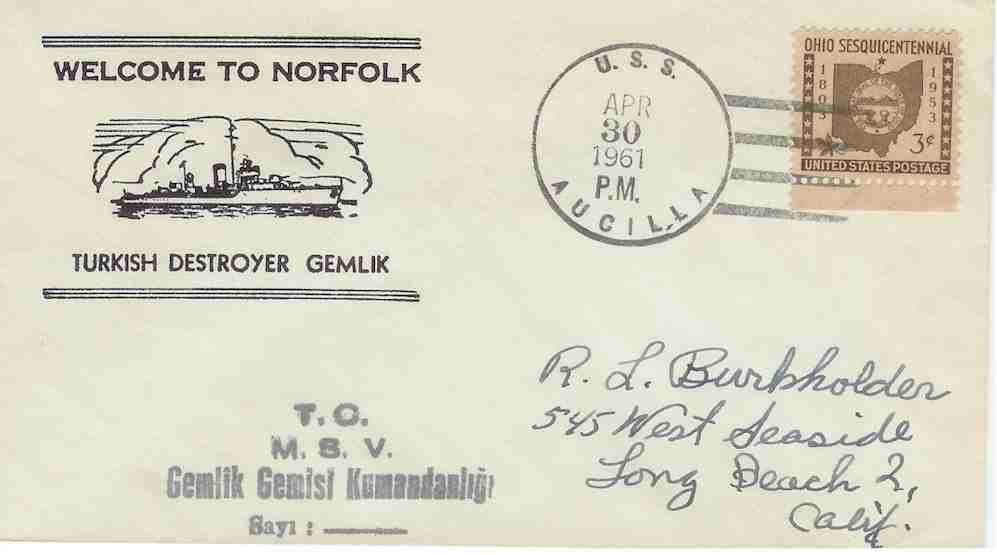 WELCOME TO NORFOLK
TURKISH DESTROYER GEMLIK
U. S. S.
APR
30
1961
P.M.
AUCILLA
OHIO SESQUICENTENNIAL
1803
1953
3¢
UNITED STATES POSTAGE
R. L. Burkholder
545 West Seaside
Long Beach 2,
Calif.
T. C.
M. S. V.
Gemlik Gemisi Kumandanlığı
Sayı :